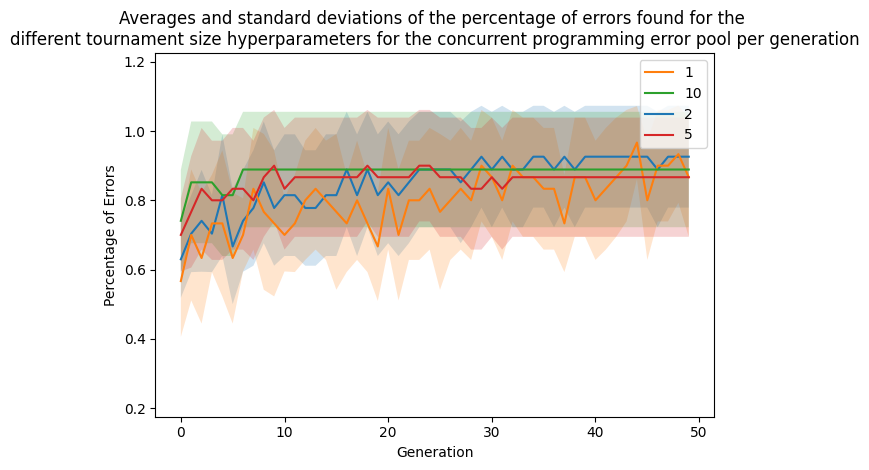 Averages and standard deviations of the percentage of errors found for the
different tournament size hyperparameters for the concurrent programming error pool per generation
1.2
1.0
0.8
0.6
0.4
0.2
Percentage of Errors
1
10
2
5
0 10 20 30 40 50
Generation